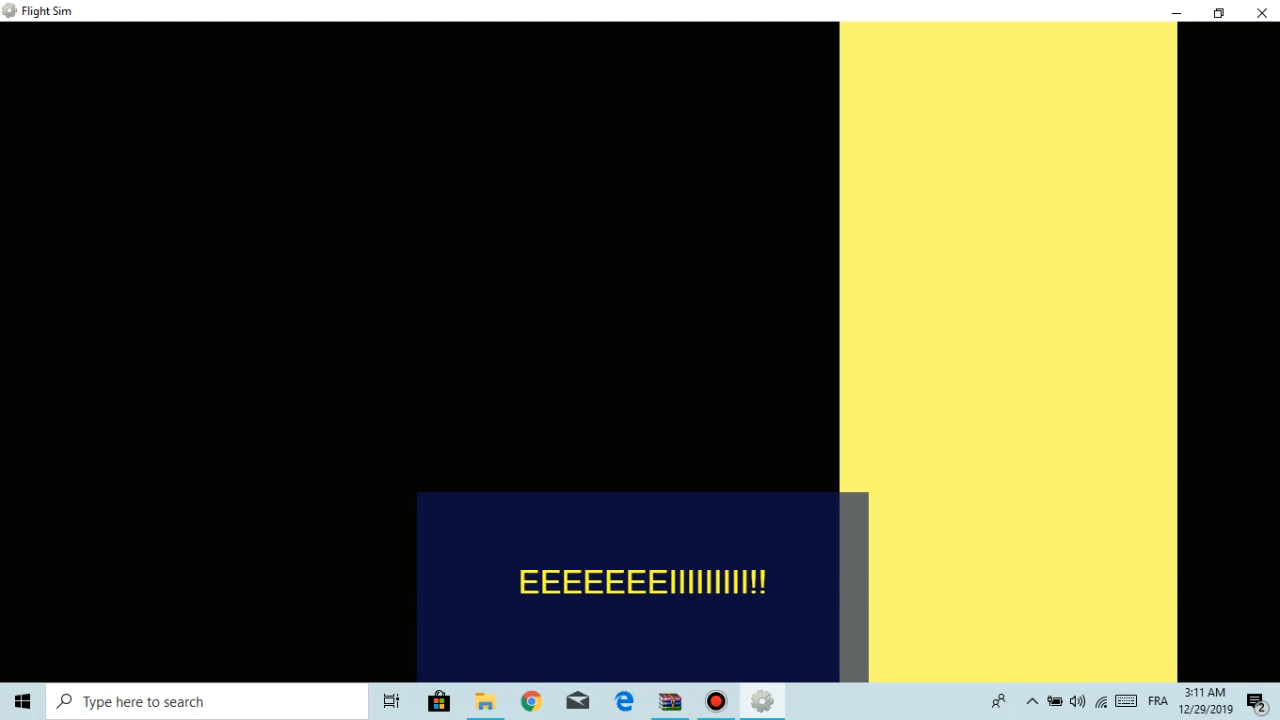 Flight Sim
EEEEEEEIIIIIIIII!!
Type here to search
FRA
3:11 AM
12/29/2019
2